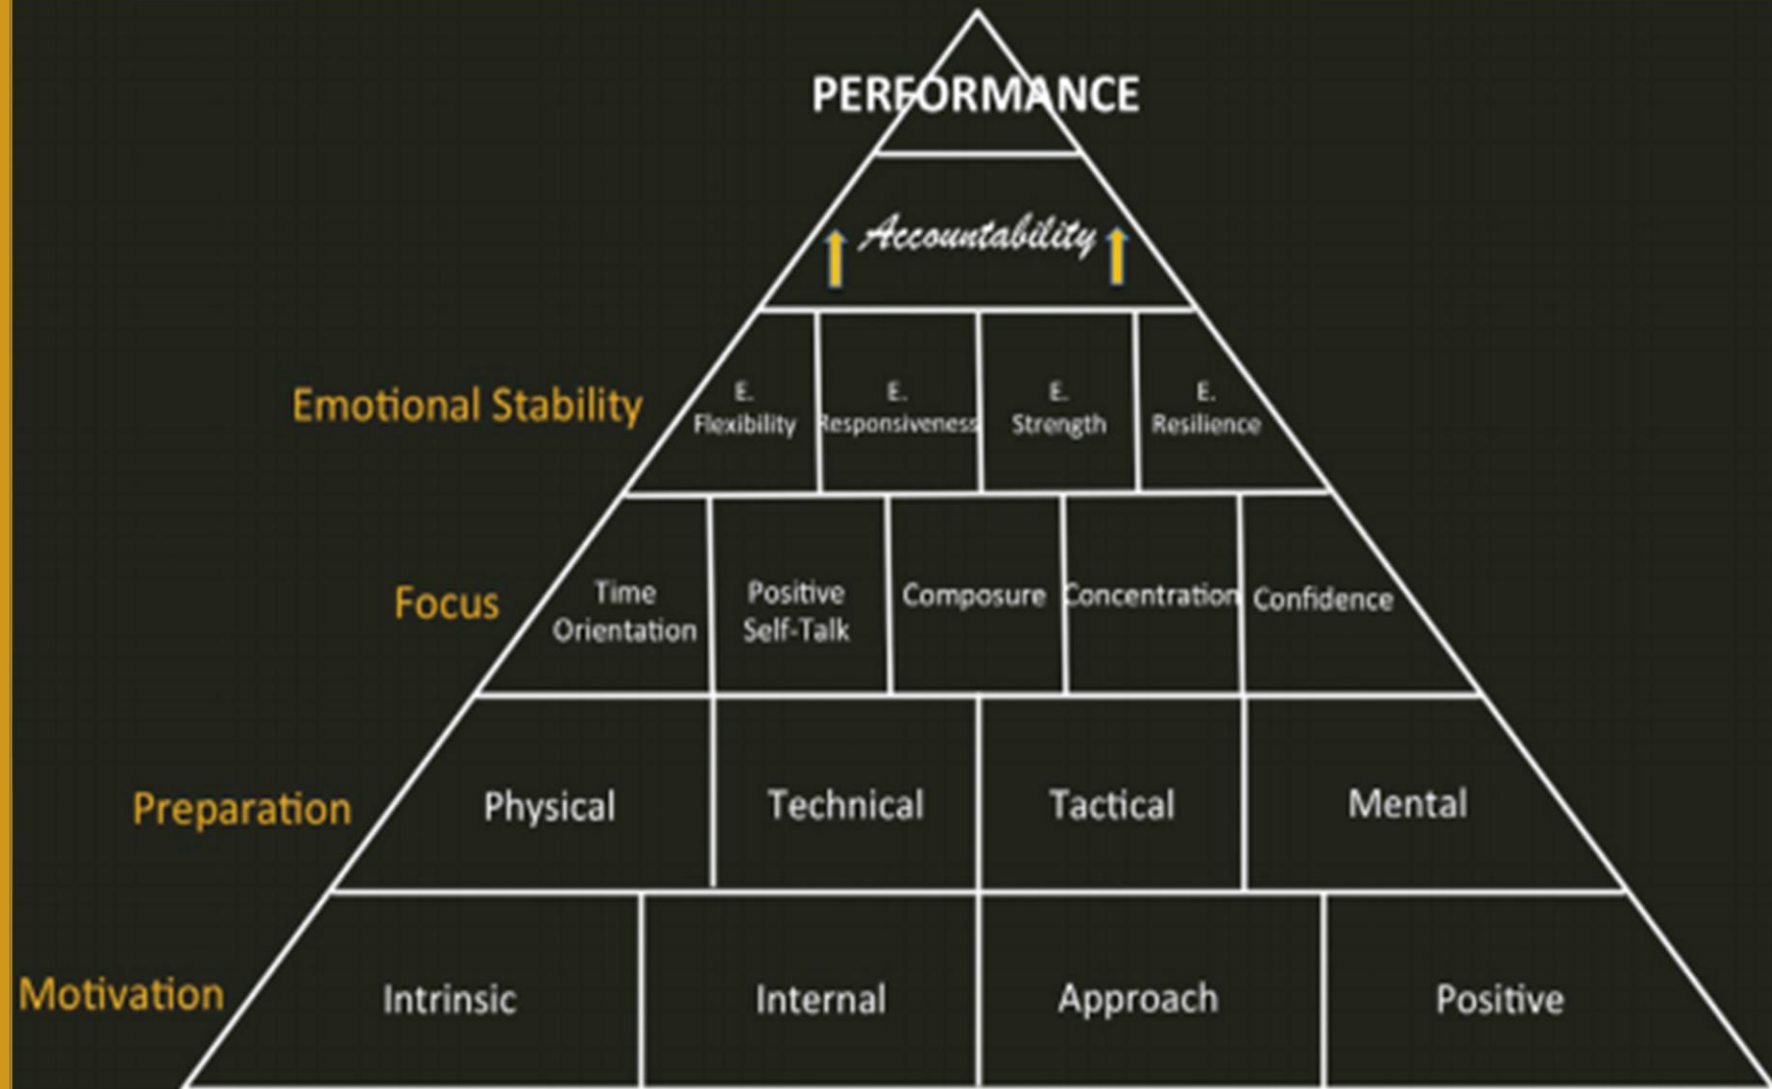 PERFORMANCE
Accountability
Emotional Stability
E. Flexibility
E. Responsiveness
E. Strength
E. Resilience
Focus
Time Orientation
Positive Self-Talk
Composure
Concentration
Confidence
Preparation
Physical
Technical
Tactical
Mental
Motivation
Intrinsic
Internal
Approach
Positive